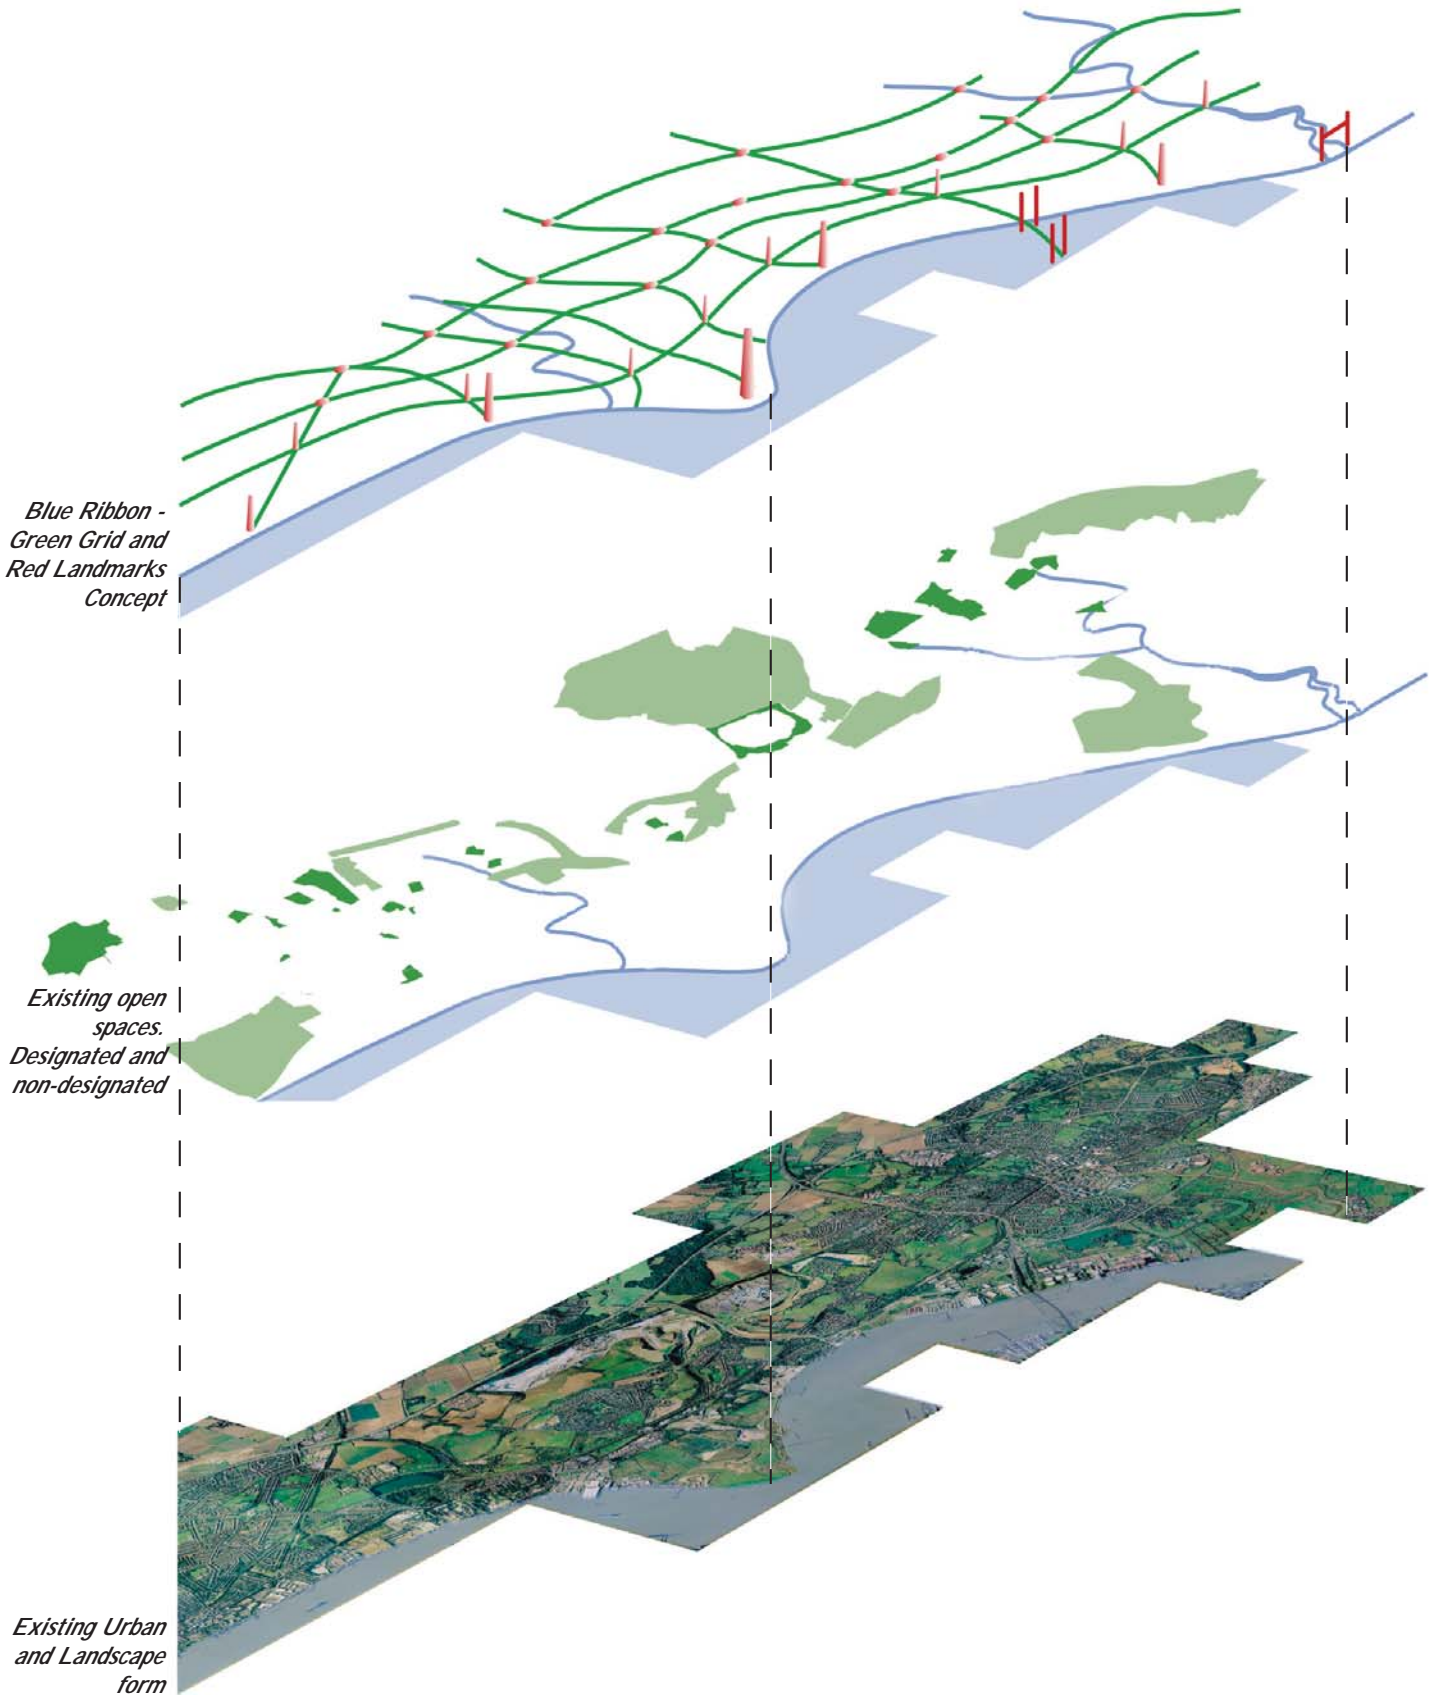 Blue Ribbon -
Green Grid and
Red Landmarks
Concept
Existing open
spaces.
Designated and
non-designated
Existing Urban
and Landscape
form